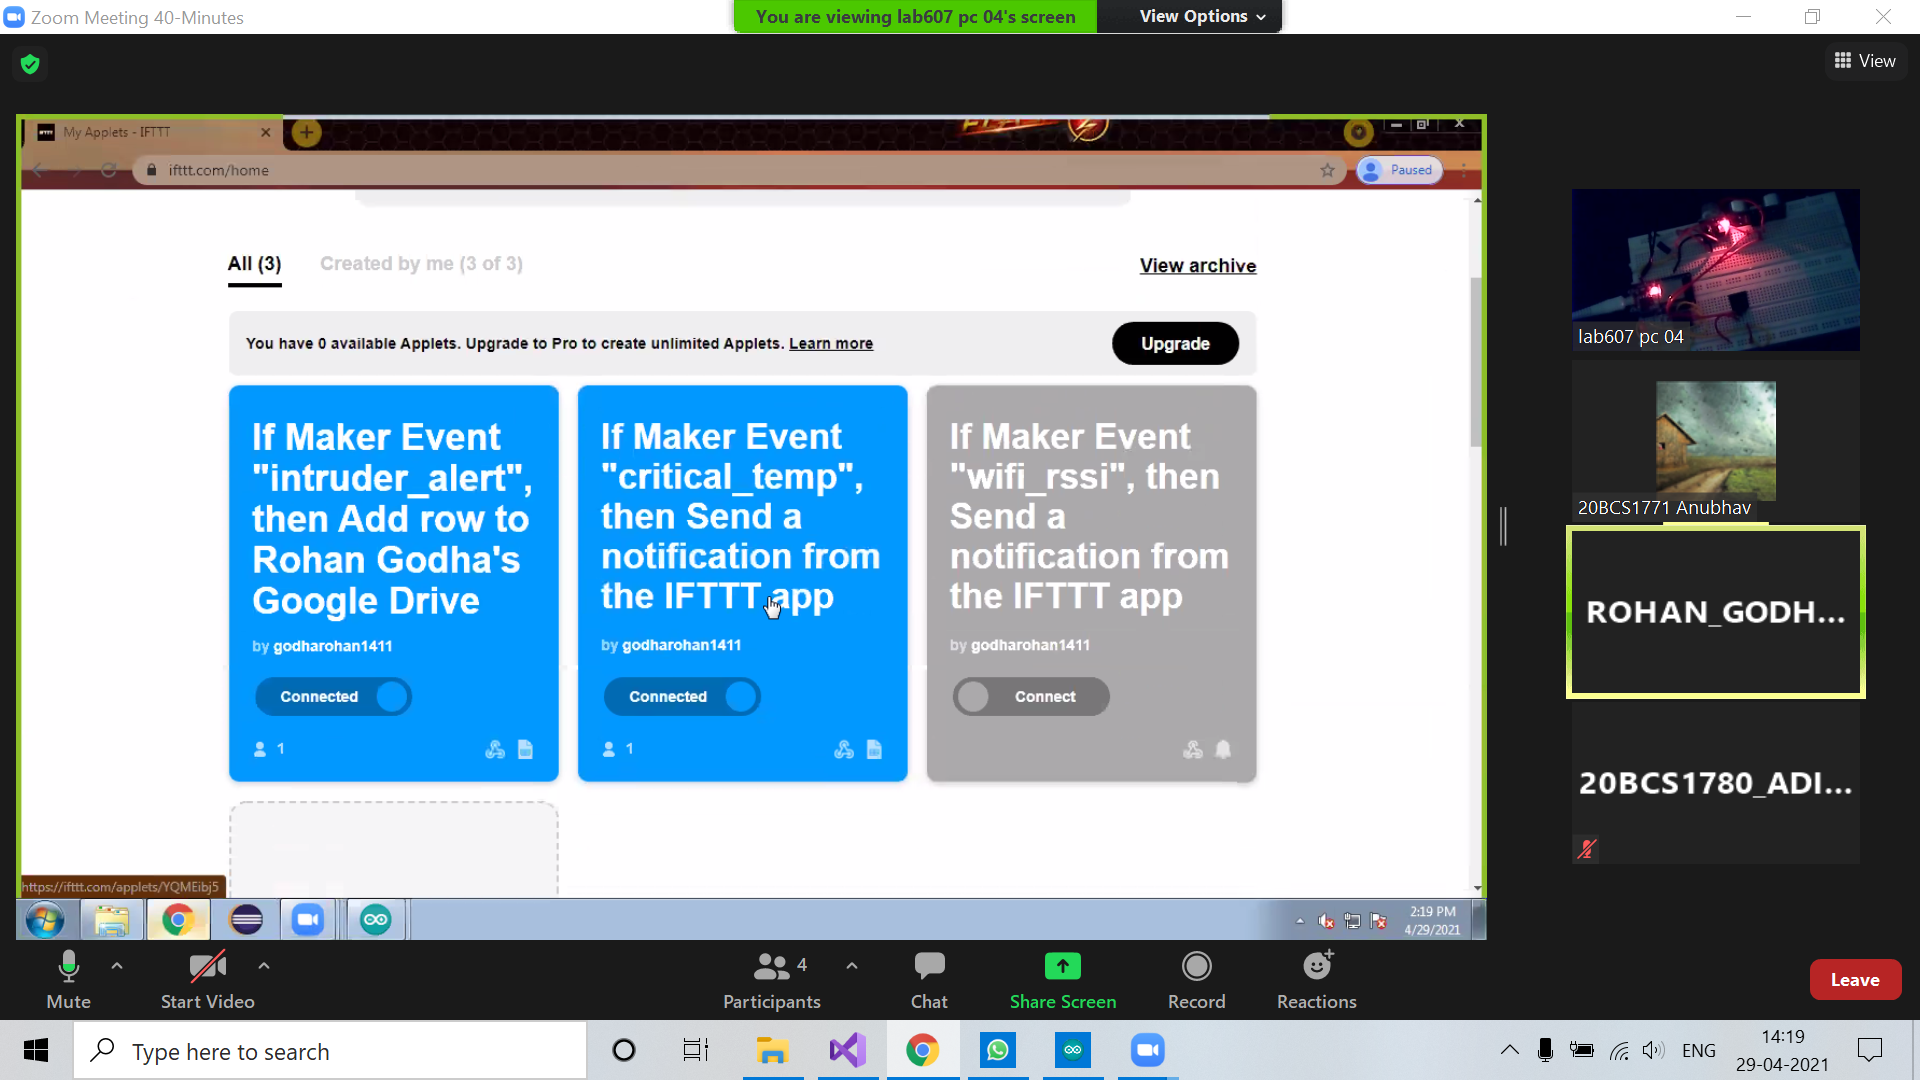 Zoom Meeting 40-Minutes
You are viewing lab607 pc 04's screen
View Options
View
My Applets - IFTTT
ifttt.com/home
Paused
All (3)
Created by me (3 of 3)
View archive
You have 0 available Applets. Upgrade to Pro to create unlimited Applets. Learn more
Upgrade
If Maker Event
"intruder_alert",
then Add row to
Rohan Godha's
Google Drive
by godharohan1411
Connected
1
If Maker Event
"critical_temp",
then Send a
notification from
the IFTTT app
by godharohan1411
Connected
1
If Maker Event
"wifi_rssi", then
Send a
notification from
the IFTTT app
by godharohan1411
Connect
https://ifttt.com/applets/YQMEibj5
2:19 PM
4/29/2021
lab607 pc 04
20BCS1771 Anubhav
ROHAN_GODH...
20BCS1780_ADI...
Mute
Start Video
4
Participants
Chat
Share Screen
Record
Reactions
Leave
Type here to search
ENG
14:19
29-04-2021